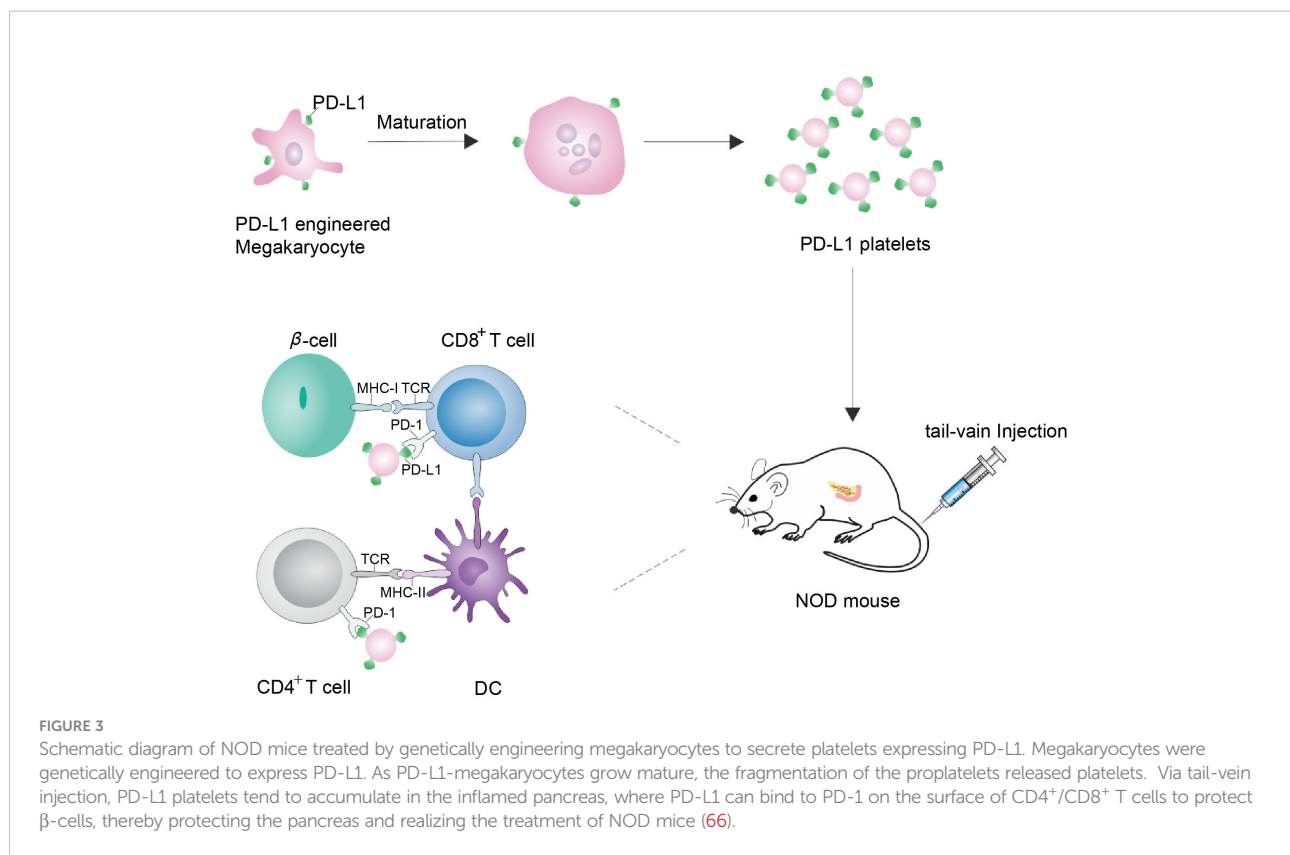 PD-L1
Maturation
PD-L1 engineered
Megakaryocyte
PD-L1 platelets
β-cell
CD8⁺ T cell
MHC-I TCR
PD-1
PD-L1
tail-vain Injection
TCR
MHC-II
PD-1
NOD mouse
CD4⁺ T cell
DC
FIGURE 3
Schematic diagram of NOD mice treated by genetically engineering megakaryocytes to secrete platelets expressing PD-L1. Megakaryocytes were
genetically engineered to express PD-L1. As PD-L1-megakaryocytes grow mature, the fragmentation of the proplatelets released platelets. Via tail-vein
injection, PD-L1 platelets tend to accumulate in the inflamed pancreas, where PD-L1 can bind to PD-1 on the surface of CD4⁺/CD8⁺ T cells to protect
β-cells, thereby protecting the pancreas and realizing the treatment of NOD mice (66).